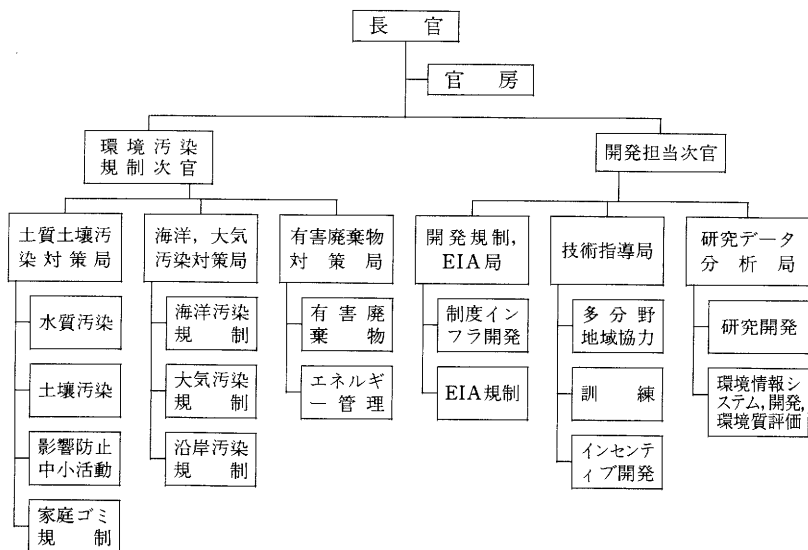 長官
官房
環境汚染
規制次官
開発担当次官
土質土壌汚
染対策局
海洋,大気
汚染対策局
有害廃棄物
対策局
開発規制,
EIA局
技術指導局
研究データ
分析局
水質汚染
土壌汚染
影響防止
中小活動
家庭ゴミ
規制
海洋汚染
規制
大気汚染
規制
沿岸汚染
規制
有害廃
棄物
エネルギ
ー管理
制度イン
フラ開発
EIA規制
多分野
地域協力
訓練
インセンテ
ィブ開発
研究開発
環境情報シ
ステム,開発,
環境質評価